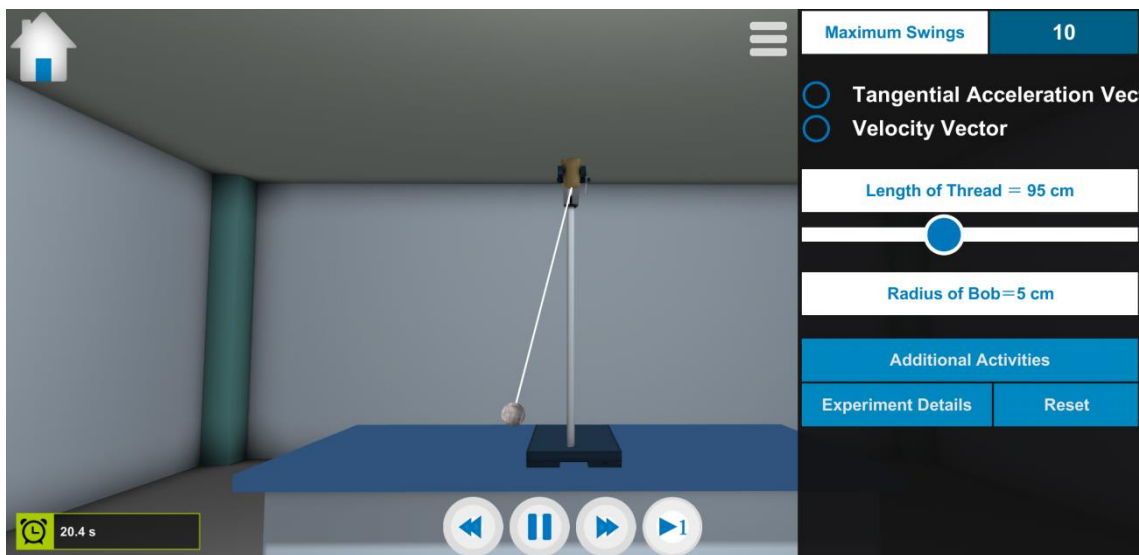 Maximum Swings 10
Tangential Acceleration Vec
Velocity Vector
Length of Thread = 95 cm
Radius of Bob=5 cm
Additional Activities
Experiment Details Reset
20.4 s
1